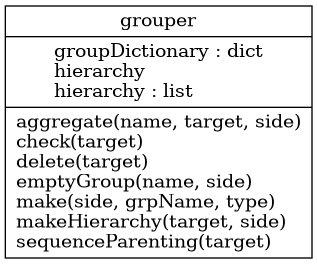 grouper
groupDictionary : dict
hierarchy
hierarchy : list
aggregate(name, target, side)
check(target)
delete(target)
emptyGroup(name, side)
make(side, grpName, type)
makeHierarchy(target, side)
sequenceParenting(target)